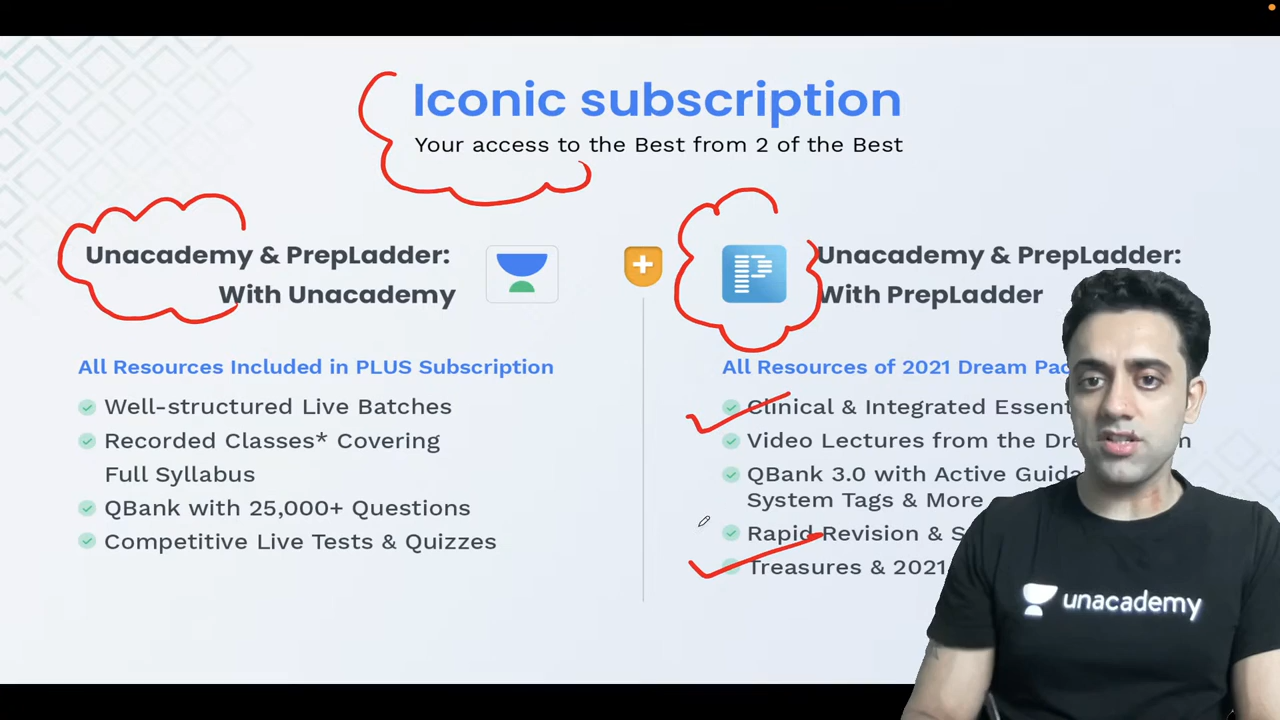 Iconic subscription
Your access to the Best from 2 of the Best
Unacademy & PrepLadder:
With Unacademy
All Resources Included in PLUS Subscription
Well-structured Live Batches
Recorded Classes* Covering
Full Syllabus
QBank with 25,000+ Questions
Competitive Live Tests & Quizzes
Unacademy & PrepLadder:
With PrepLadder
All Resources of 2021 Dream
Clinical & Integrated
Video Lectures from the
QBank 3.0 with Active
System Tags & More
Rapid Revision &
Treasures & 2021
unacademy